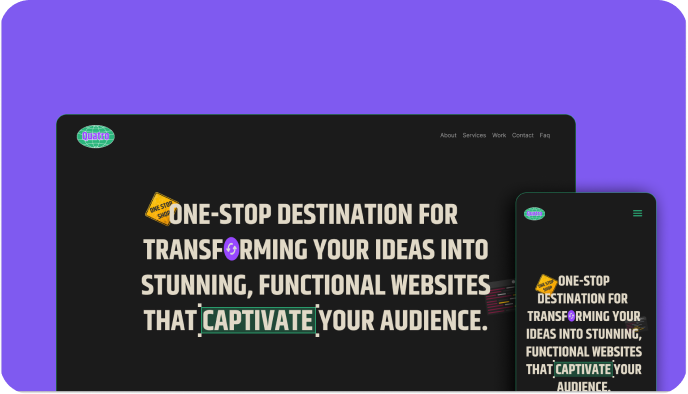 Quatro
About Services Work Contact Faq
ONE STOP
SHOP
ONE-STOP DESTINATION FOR
TRANSFORMING YOUR IDEAS INTO
STUNNING, FUNCTIONAL WEBSITES
THAT CAPTIVATE YOUR AUDIENCE.
Quatro
ONE STOP
SHOP
ONE-STOP
DESTINATION FOR
TRANSFORMING YOUR
IDEAS INTO STUNNING,
FUNCTIONAL WEBSITES
THAT CAPTIVATE YOUR
AUDIENCE.